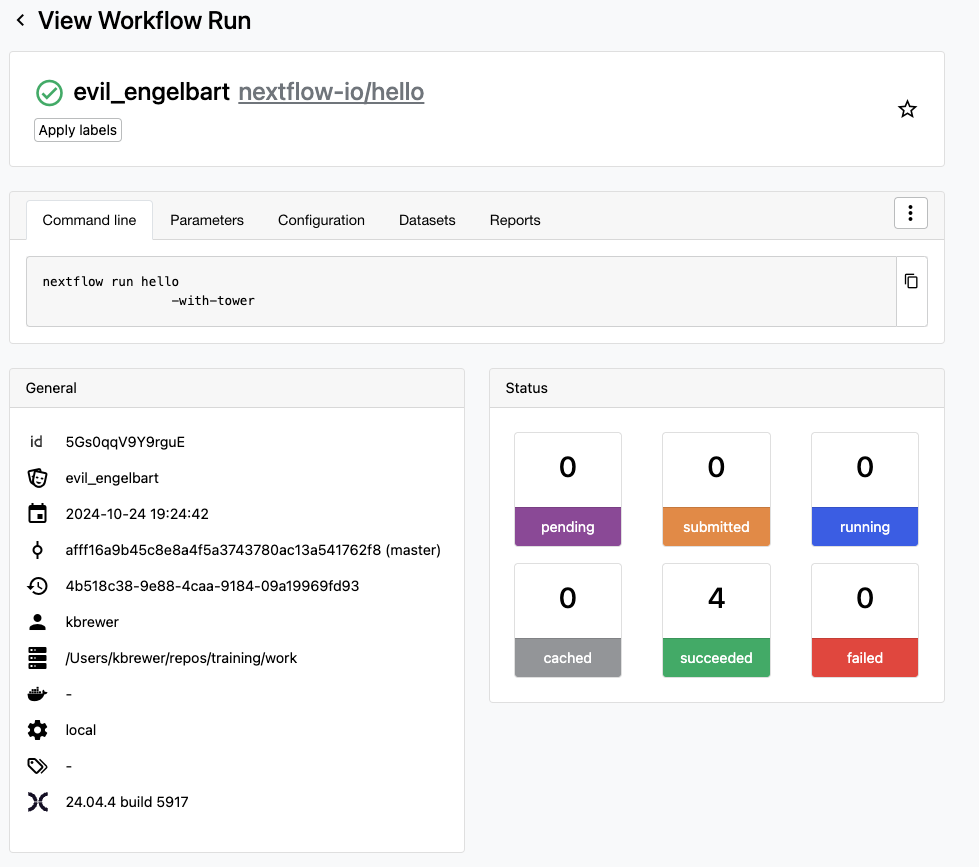 View Workflow Run
evil_engelbart nextflow-io/hello
Apply labels
Command line Parameters Configuration Datasets Reports
nextflow run hello
-with-tower
General
id 5Gs0qqV9Y9rguE
evil_engelbart
2024-10-24 19:24:42
afff16a9b45c8e8a4f5a3743780ac13a541762f8 (master)
4b518c38-9e88-4caa-9184-09a19969fd93
kbrewer
/Users/kbrewer/repos/training/work
-
local
-
24.04.4 build 5917
Status
0 0 0
pending submitted running
0 4 0
cached succeeded failed